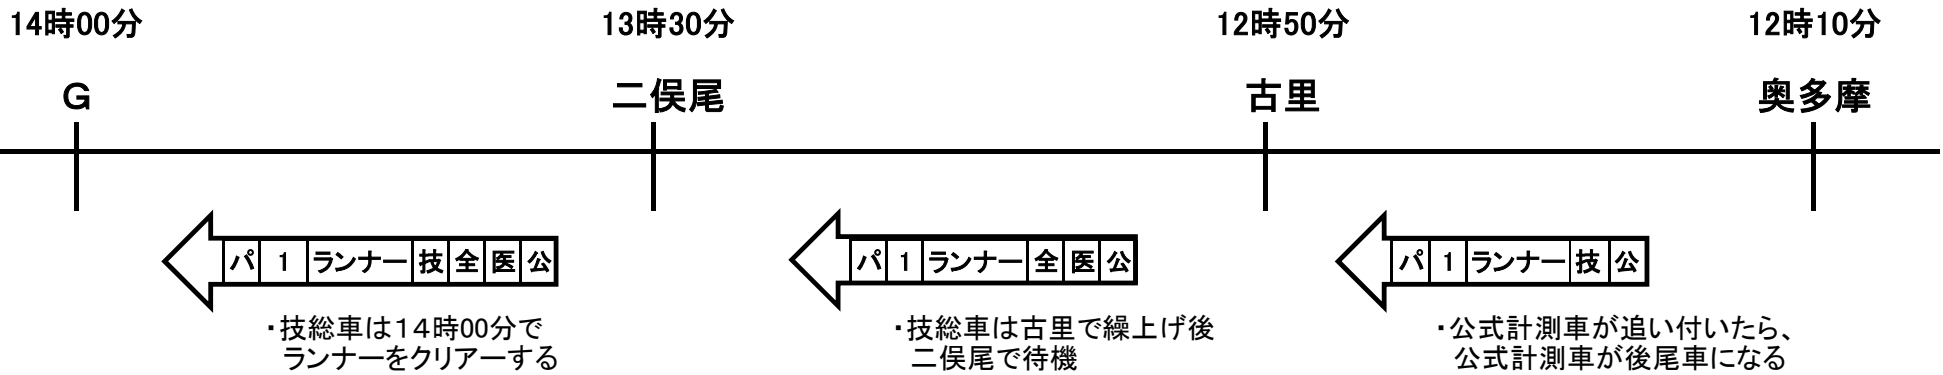 14時00分 13時30分 12時50分 12時10分
G 二俣尾 古里 奥多摩
パ 1 ランナー 技 全 医 公
パ 1 ランナー 全 医 公
パ 1 ランナー 技 公
・技総車は14時00分で
ランナーをクリアーする
・技総車は古里で繰上げ後
二俣尾で待機
・公式計測車が追い付いたら、
公式計測車が後尾車になる